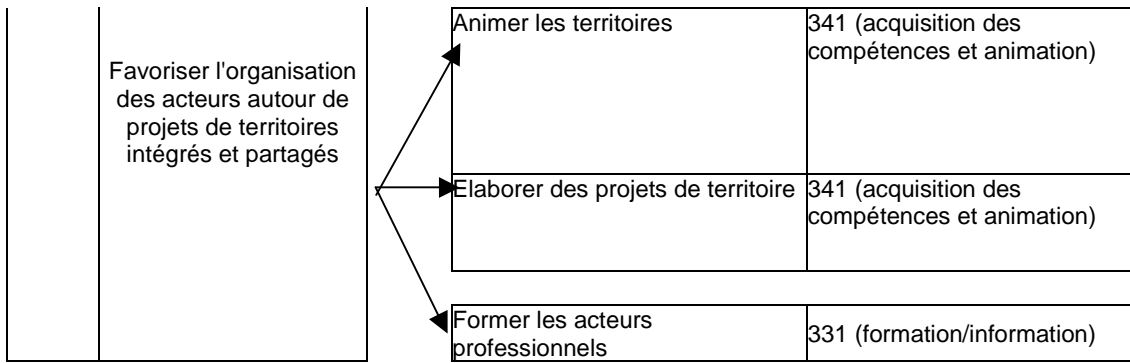 Favoriser l'organisation
des acteurs autour de
projets de territoires
intégrés et partagés
Animer les territoires
341 (acquisition des
compétences et animation)
Elaborer des projets de territoire
341 (acquisition des
compétences et animation)
Former les acteurs
professionnels
331 (formation/information)